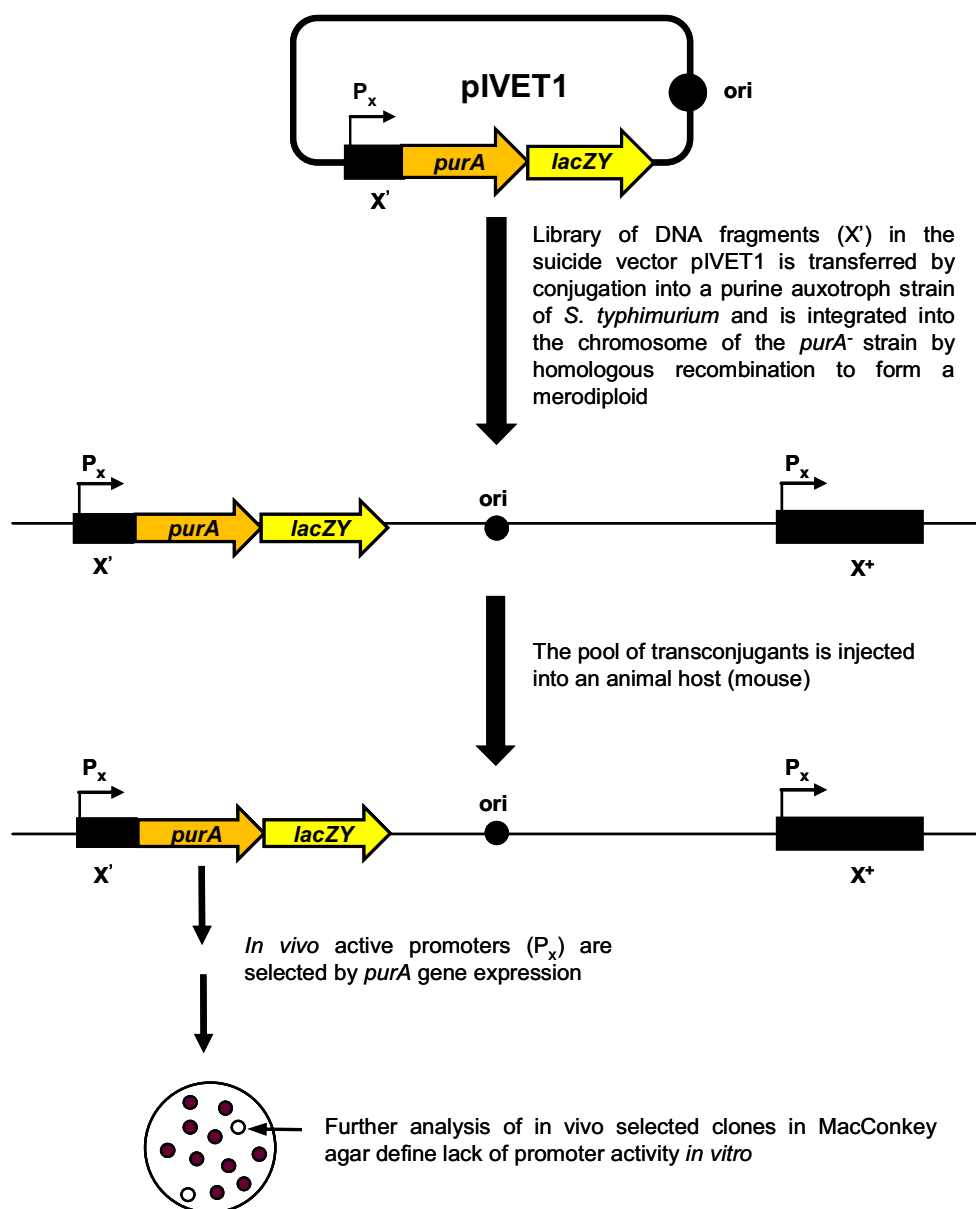 pIVET1
Px
ori
purA
lacZY
X'
Library of DNA fragments (X') in the
suicide vector pIVET1 is transferred by
conjugation into a purine auxotroph strain
of S. typhimurium and is integrated into
the chromosome of the purA- strain by
homologous recombination to form a
merodiploid
Px
Px
ori
purA
lacZY
X'
X+
The pool of transconjugants is injected
into an animal host (mouse)
Px
Px
ori
purA
lacZY
X'
X+
In vivo active promoters (Px) are
selected by purA gene expression
Further analysis of in vivo selected clones in MacConkey
agar define lack of promoter activity in vitro